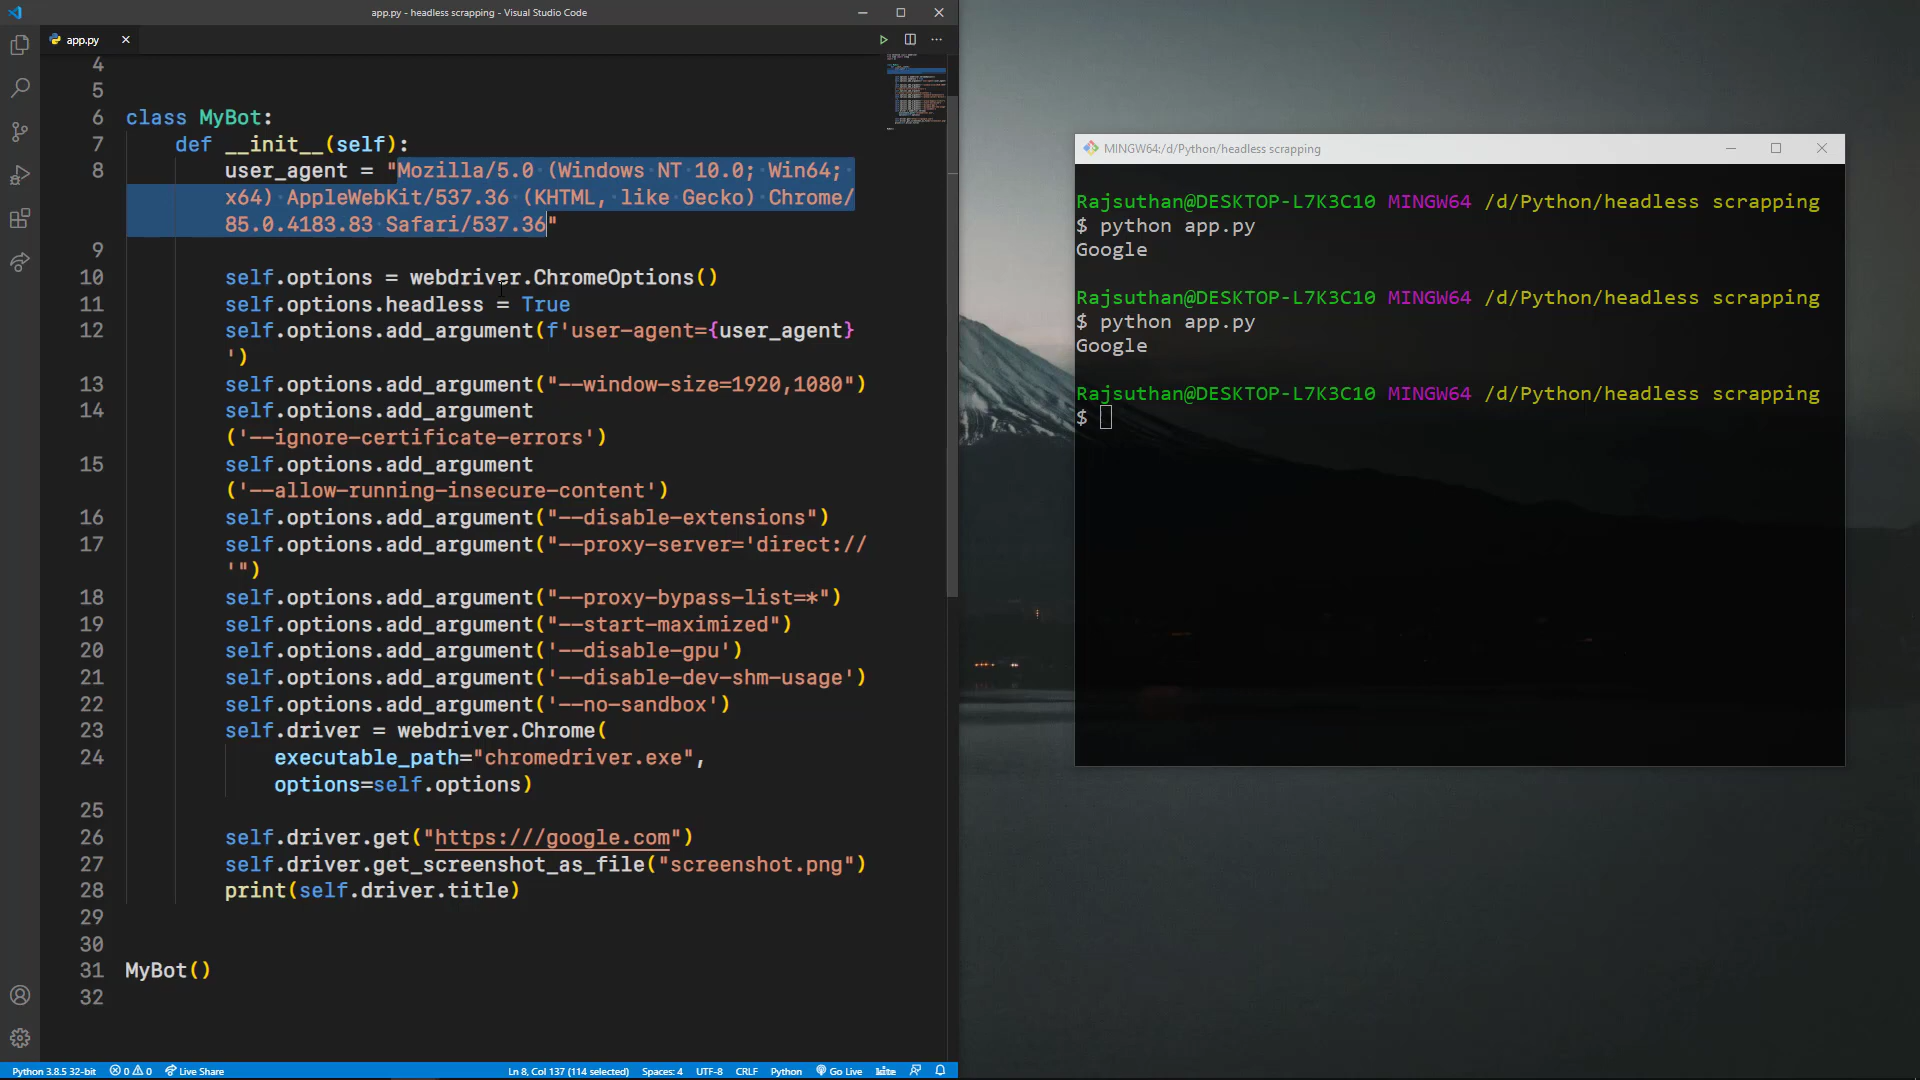 app.py - headless scrapping - Visual Studio Code
app.py
4
5
6 class MyBot:
7 def __init__(self):
8 user_agent = "Mozilla/5.0 (Windows NT 10.0; Win64;
x64) AppleWebKit/537.36 (KHTML, like Gecko) Chrome/
85.0.4183.83 Safari/537.36"
9
10 self.options = webdriver.ChromeOptions()
11 self.options.headless = True
12 self.options.add_argument(f'user-agent={user_agent}
')
13 self.options.add_argument("--window-size=1920,1080")
14 self.options.add_argument
('--ignore-certificate-errors')
15 self.options.add_argument
('--allow-running-insecure-content')
16 self.options.add_argument("--disable-extensions")
17 self.options.add_argument("--proxy-server='direct://
'")
18 self.options.add_argument("--proxy-bypass-list=*")
19 self.options.add_argument("--start-maximized")
20 self.options.add_argument('--disable-gpu')
21 self.options.add_argument('--disable-dev-shm-usage')
22 self.options.add_argument('--no-sandbox')
23 self.driver = webdriver.Chrome(
24 executable_path="chromedriver.exe",
options=self.options)
25
26 self.driver.get("https:///google.com")
27 self.driver.get_screenshot_as_file("screenshot.png")
28 print(self.driver.title)
29
30
31 MyBot()
32
Python 3.8.5 32-bit 0 0 Live Share Ln 8, Col 137 (114 selected) Spaces: 4 UTF-8 CRLF Python Go Live kite
MINGW64:/d/Python/headless scrapping
Rajsuthan@DESKTOP-L7K3C10 MINGW64 /d/Python/headless scrapping
$ python app.py
Google
Rajsuthan@DESKTOP-L7K3C10 MINGW64 /d/Python/headless scrapping
$ python app.py
Google
Rajsuthan@DESKTOP-L7K3C10 MINGW64 /d/Python/headless scrapping
$